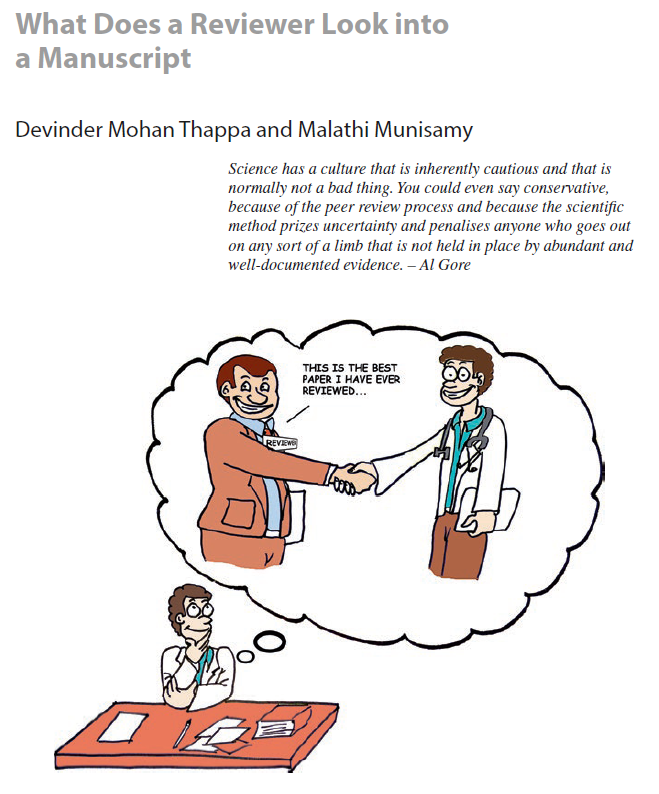 What Does a Reviewer Look into
a Manuscript
Devinder Mohan Thappa and Malathi Munisamy
Science has a culture that is inherently cautious and that is
normally not a bad thing. You could even say conservative,
because of the peer review process and because the scientific
method prizes uncertainty and penalises anyone who goes out
on any sort of a limb that is not held in place by abundant and
well-documented evidence. – Al Gore
THIS IS THE BEST
PAPER I HAVE EVER
REVIEWED...
REVIEWER